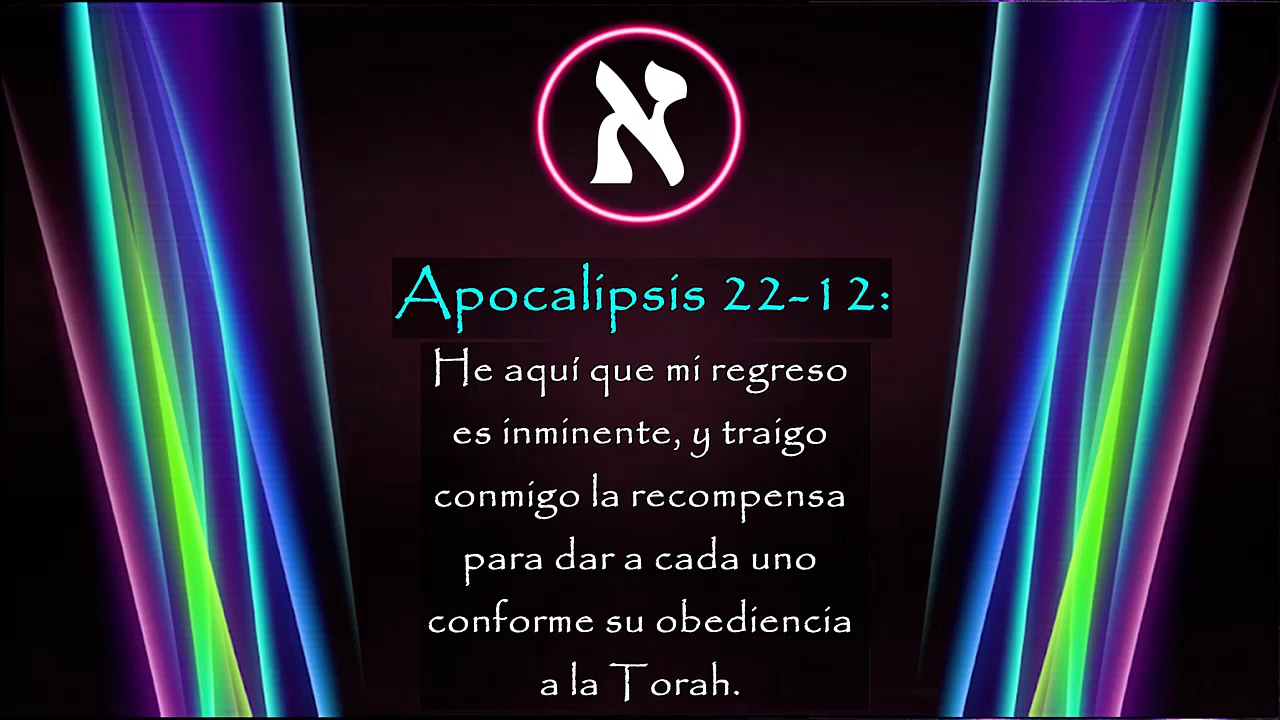 א
Apocalipsis 22-12:
He aquí que mi regreso
es inminente, y traigo
conmigo la recompensa
para dar a cada uno
conforme su obediencia
a la Torah.